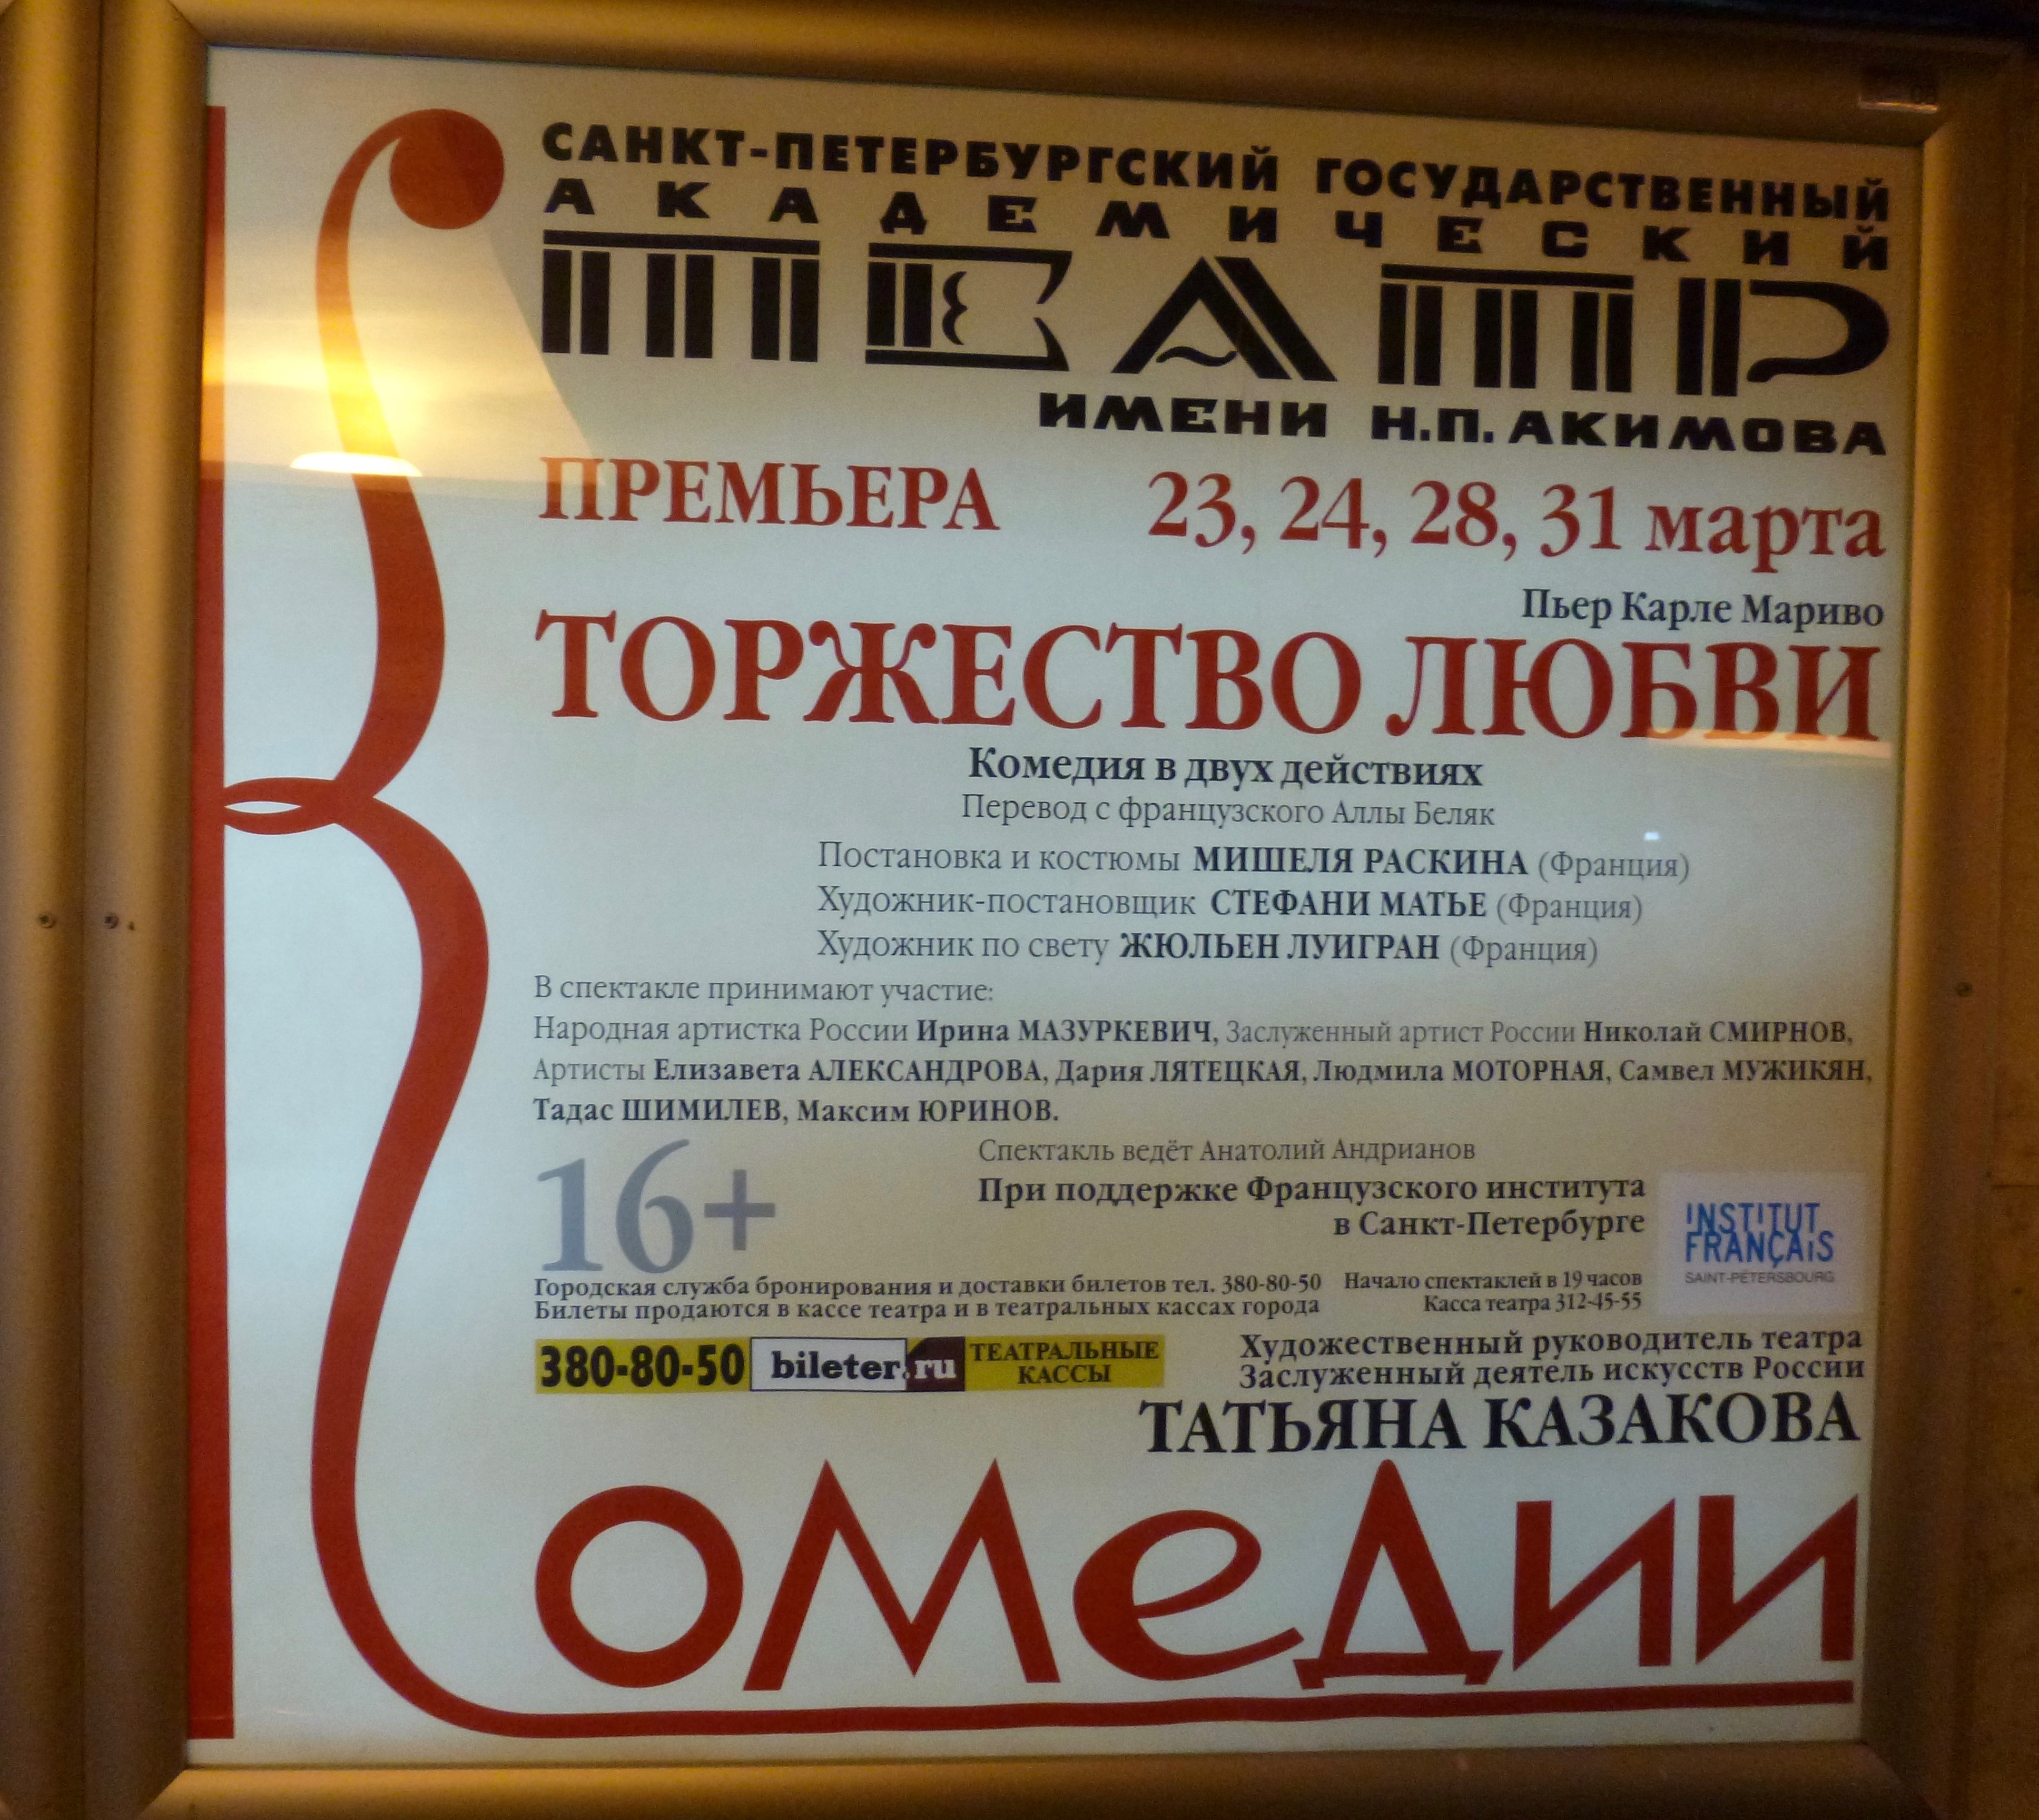 САНКТ-ПЕТЕРБУРГСКИЙ ГОСУДАРСТВЕННЫЙ
АКАДЕМИЧЕСКИЙ
ТЕАТР
ИМЕНИ Н.П. АКИМОВА
ПРЕМЬЕРА 23, 24, 28, 31 марта
Пьер Карле Мариво
ТОРЖЕСТВО ЛЮБВИ
Комедия в двух действиях
Перевод с французского Аллы Беляк
Постановка и костюмы МИШЕЛЯ РАСКИНА (Франция)
Художник-постановщик СТЕФАНИ МАТЬЕ (Франция)
Художник по свету ЖЮЛЬЕН ЛУИГРАН (Франция)
В спектакле принимают участие:
Народная артистка России Ирина МАЗУРКЕВИЧ, Заслуженный артист России Николай СМИРНОВ,
Артисты Елизавета АЛЕКСАНДРОВА, Дария ЛЯТЕЦКАЯ, Людмила МОТОРНАЯ, Самвел МУЖИКЯН,
Тадас ШИМИЛЕВ, Максим ЮРИНОВ.
Спектакль ведёт Анатолий Андрианов
16+
При поддержке Французского института
в Санкт-Петербурге
INSTITUT
FRANÇAIS
SAINT-PÉTERSBOURG
Городская служба бронирования и доставки билетов тел. 380-80-50
Билеты продаются в кассе театра и в театральных кассах города
Начало спектаклей в 19 часов
Касса театра 312-45-55
380-80-50 bileter.ru ТЕАТРАЛЬНЫЕ
КАССЫ
Художественный руководитель театра
Заслуженный деятель искусств России
ТАТЬЯНА КАЗАКОВА
Комедии